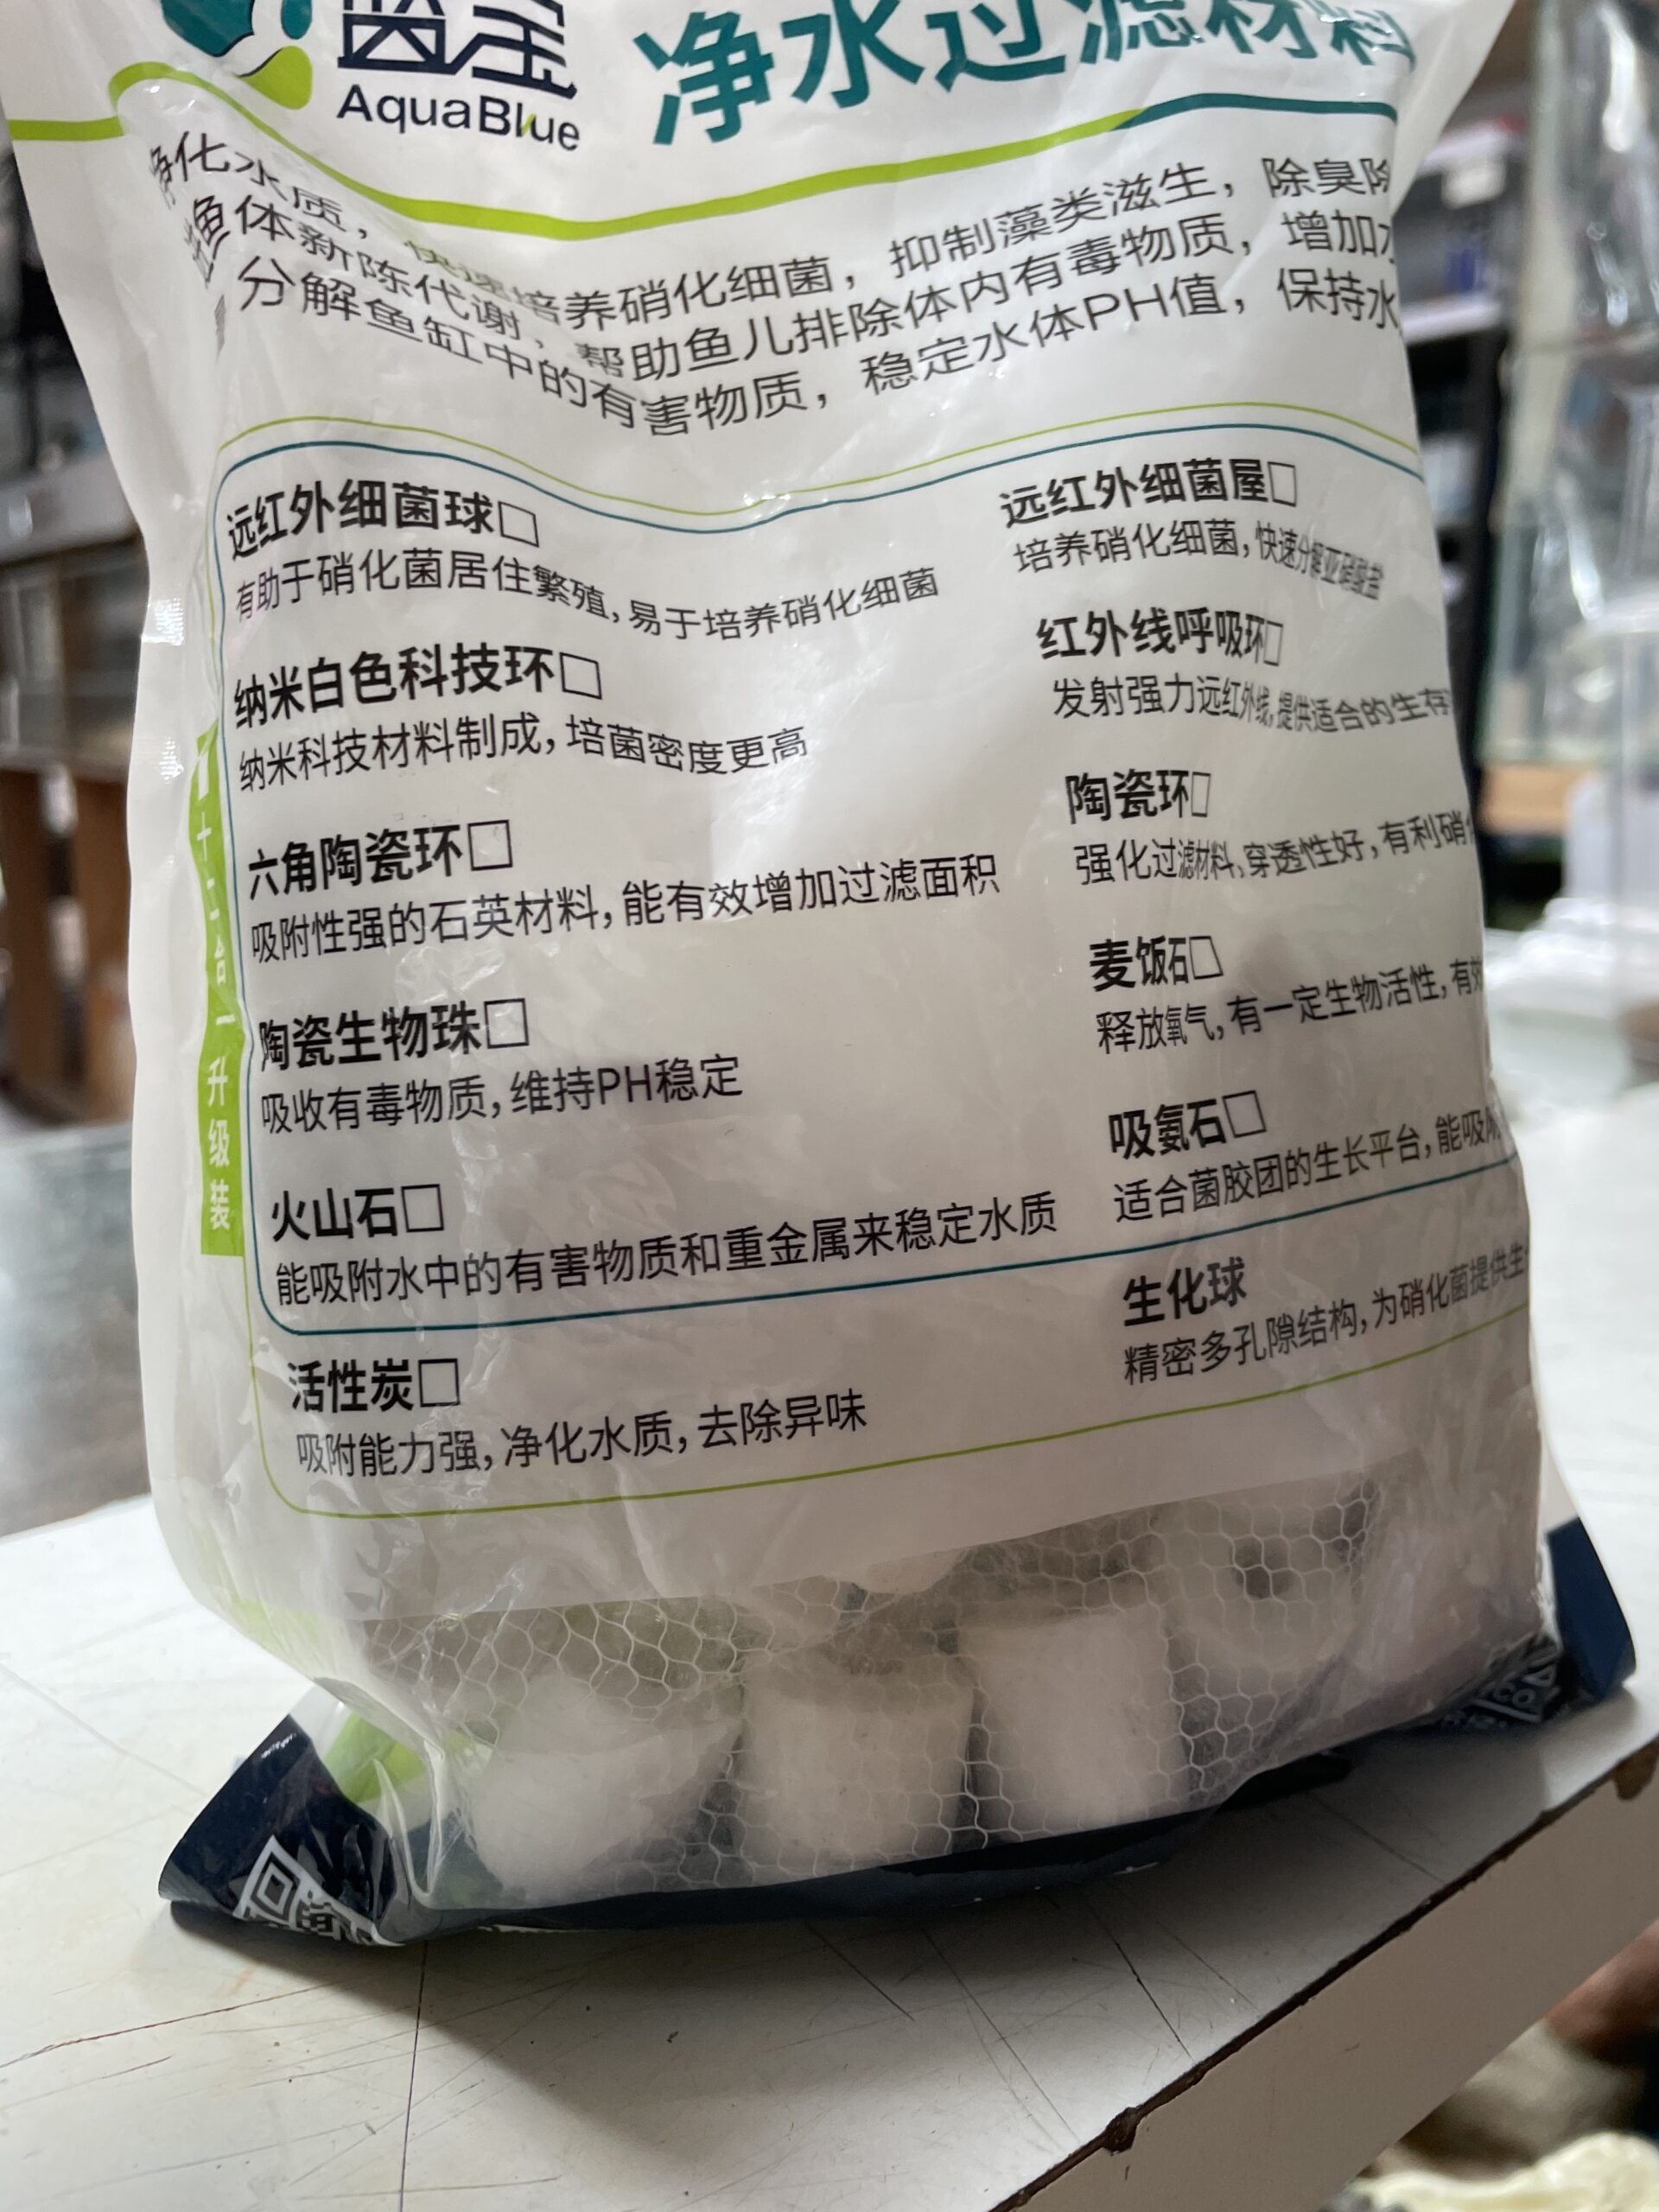 AquaBlue
净水过滤材料
净化水质，快速培养硝化细菌，抑制藻类滋生，除臭除
鱼体新陈代谢，帮助鱼儿排除体内有毒物质，增加
分解鱼缸中的有害物质，稳定水体PH值，保持水
十二合一升级装
远红外细菌球□
有助于硝化菌居住繁殖,易于培养硝化细菌
纳米白色科技环□
纳米科技材料制成,培菌密度更高
六角陶瓷环□
吸附性强的石英材料,能有效增加过滤面积
陶瓷生物珠□
吸收有毒物质,维持PH稳定
火山石□
能吸附水中的有害物质和重金属来稳定水质
活性炭□
吸附能力强,净化水质,去除异味
远红外细菌屋□
培养硝化细菌,快速分解亚硝酸盐
红外线呼吸环□
发射强力远红外线,提供适合的生存
陶瓷环□
强化过滤材料,穿透性好,有利硝
麦饭石□
释放氧气,有一定生物活性,有效
吸氨石□
适合菌胶团的生长平台,能吸附
生化球
精密多孔隙结构,为硝化菌提供生